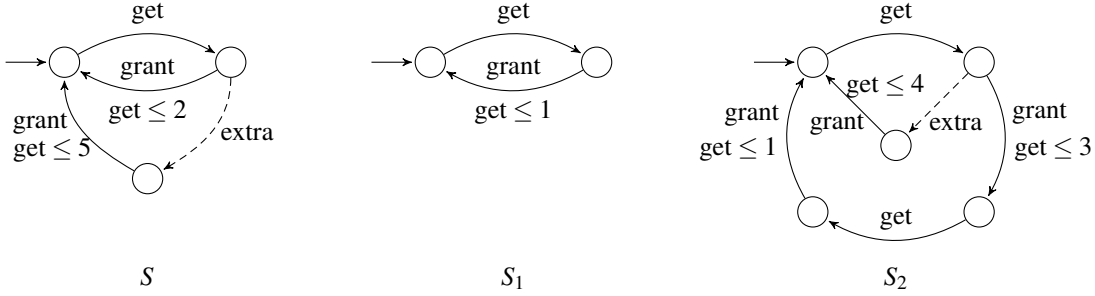 get
grant
get ≤ 2
grant
get ≤ 5
extra
S
get
grant
get ≤ 1
S₁
get
get ≤ 4
grant
extra
grant
get ≤ 1
grant
get ≤ 3
get
S₂